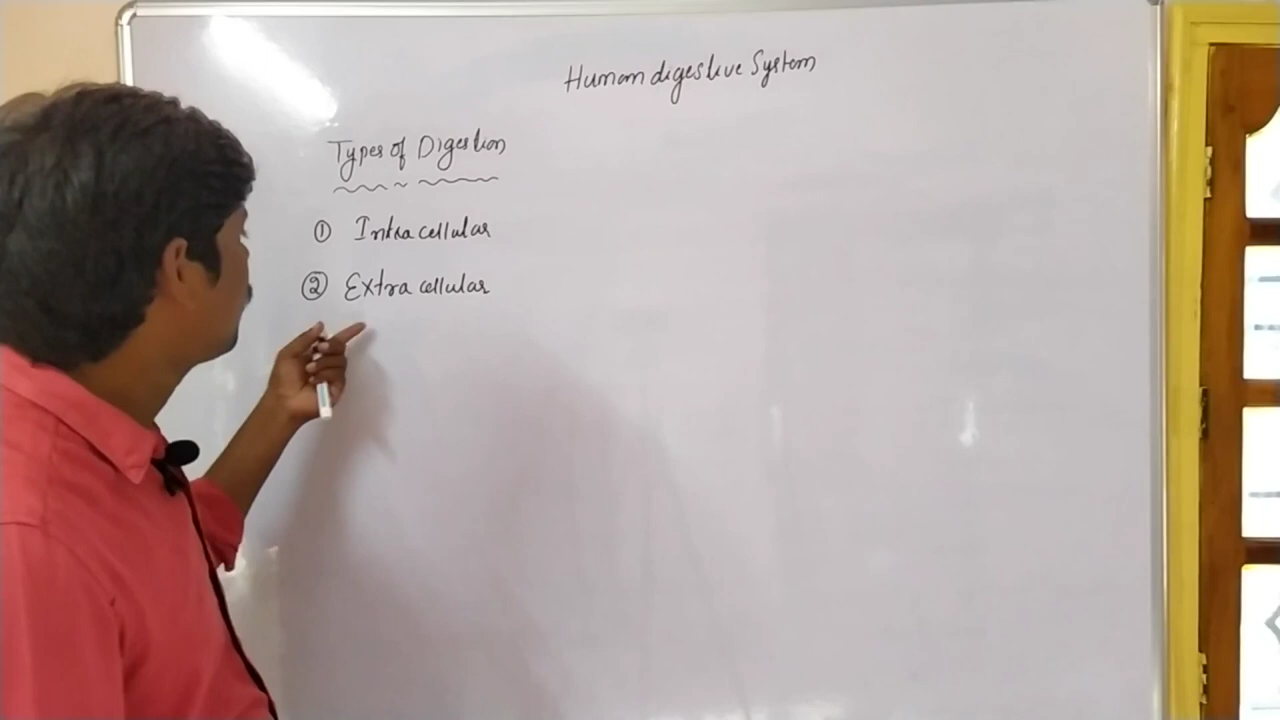 Human digestive System
Types of Digestion
① Intracellular
② Extracellular